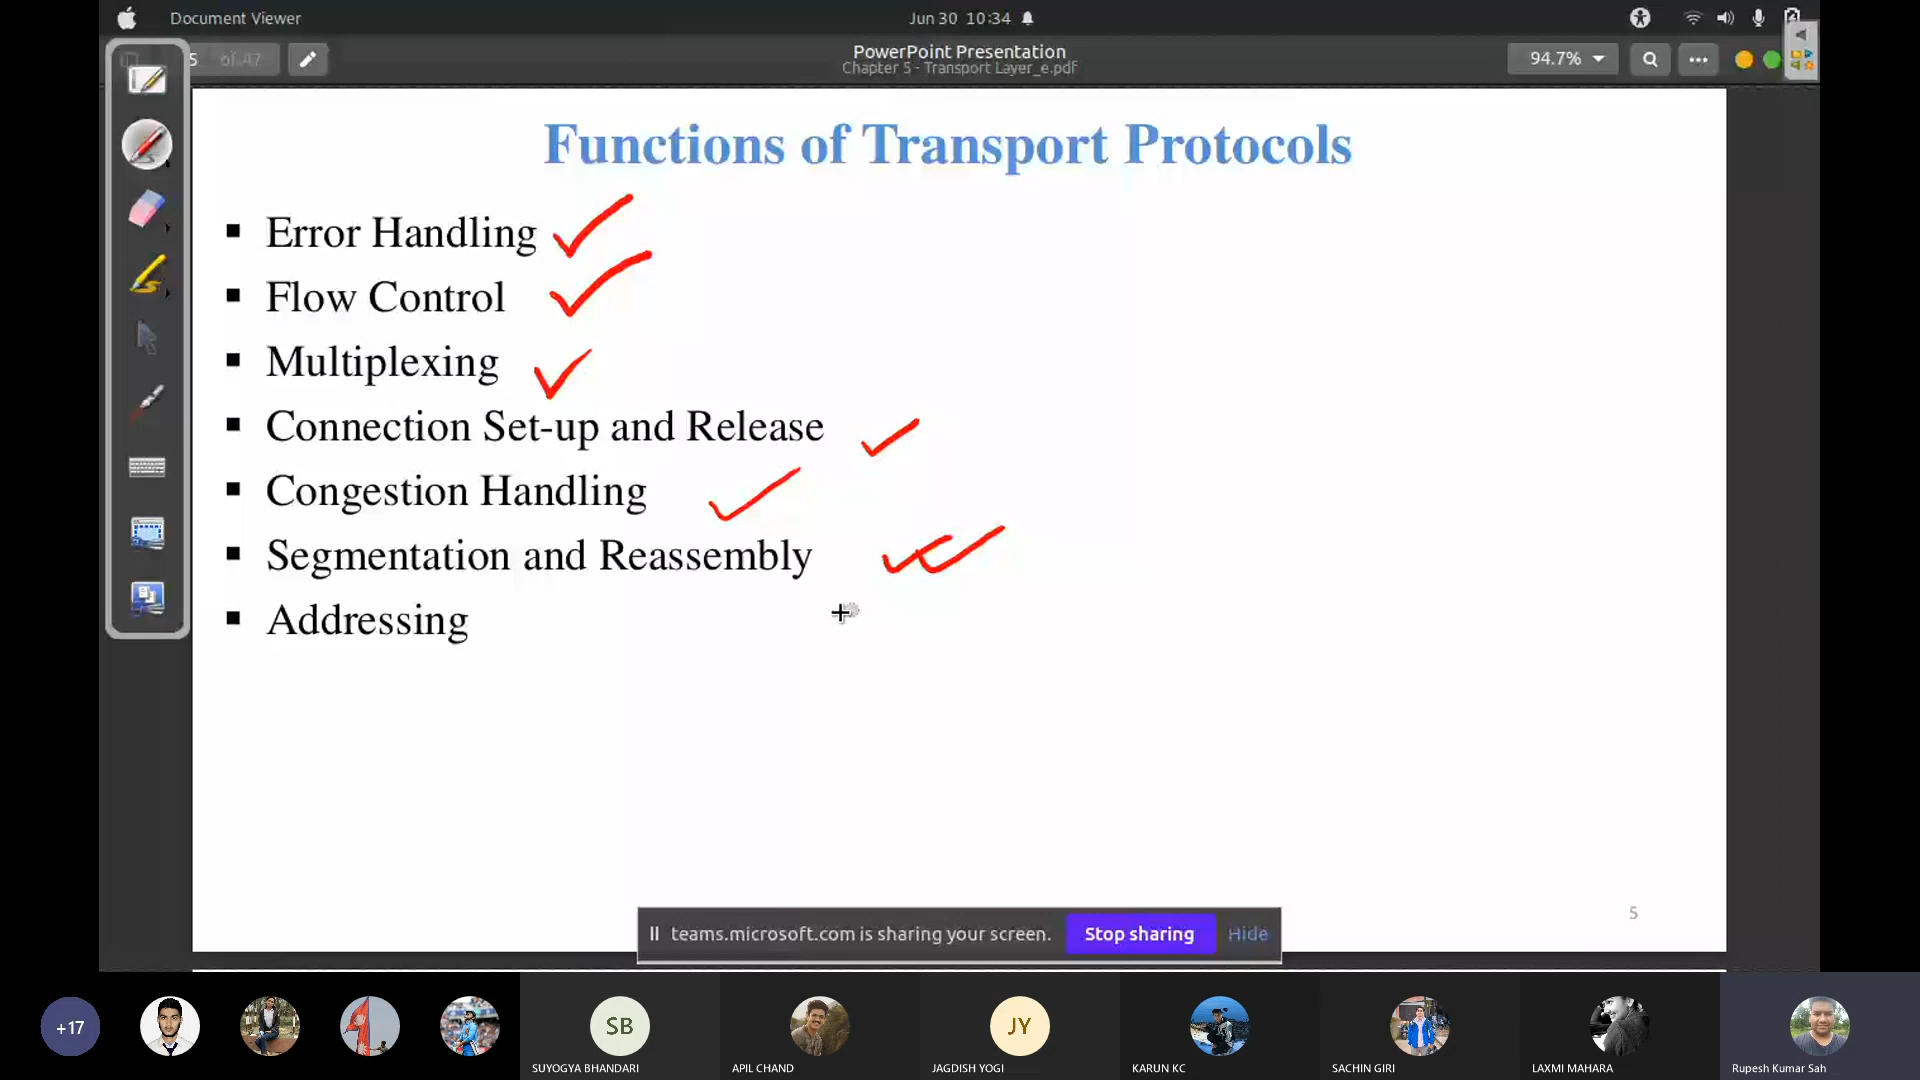 Document Viewer
Jun 30 10:34
5 of 47
PowerPoint Presentation
Chapter 5 - Transport Layer_e.pdf
94.7%
Functions of Transport Protocols
Error Handling
Flow Control
Multiplexing
Connection Set-up and Release
Congestion Handling
Segmentation and Reassembly
Addressing
5
teams.microsoft.com is sharing your screen.
Stop sharing
Hide
+17
SB
JY
SUYOGYA BHANDARI
APIL CHAND
JAGDISH YOGI
KARUN KC
SACHIN GIRI
LAXMI MAHARA
Rupesh Kumar Sah